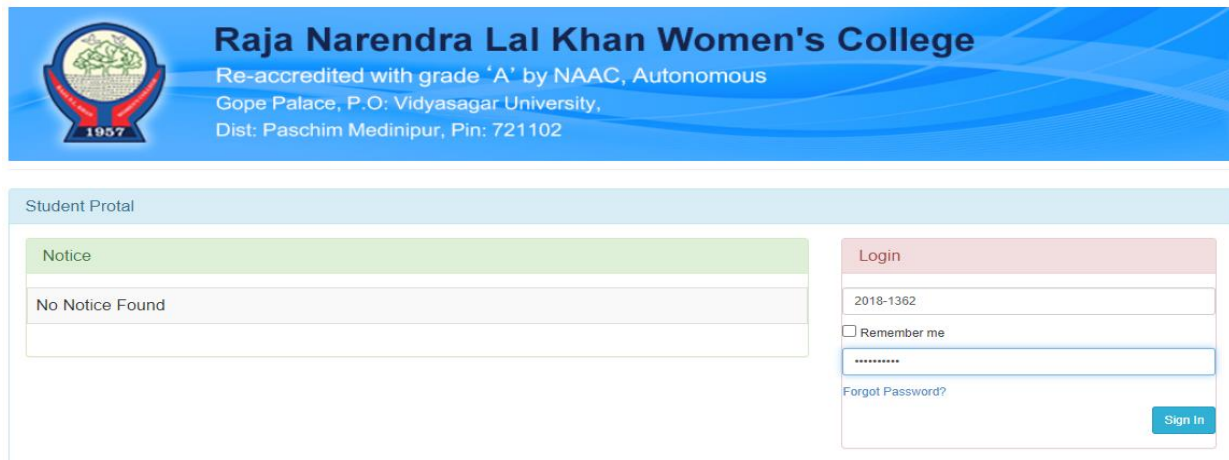 Raja Narendra Lal Khan Women's College
Re-accredited with grade ‘A’ by NAAC, Autonomous
Gope Palace, P.O: Vidyasagar University,
Dist: Paschim Medinipur, Pin: 721102
1957
Student Protal
Notice
No Notice Found
Login
2018-1362
Remember me
••••••••••
Forgot Password?
Sign In